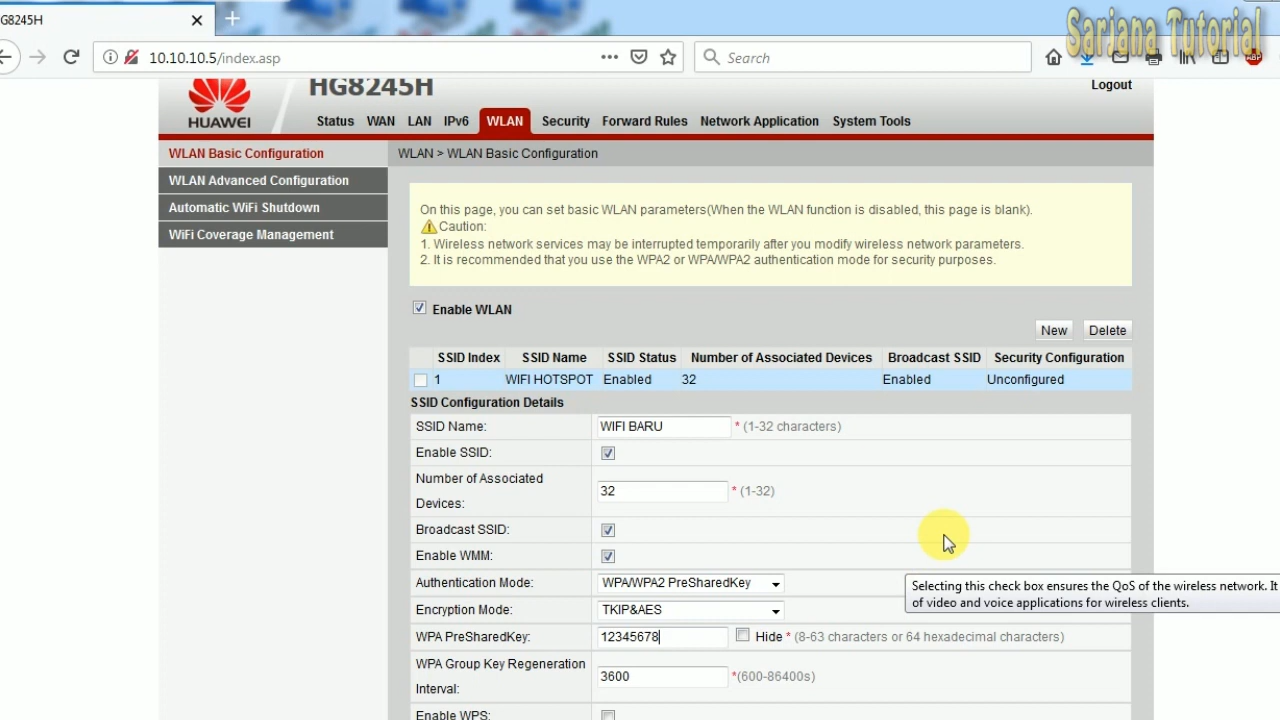 G8245H
Sarjana Tutorial
10.10.10.5/index.asp
Search
HUAWEI
HG8245H
Logout
Status WAN LAN IPv6 WLAN Security Forward Rules Network Application System Tools
WLAN Basic Configuration
WLAN Advanced Configuration
Automatic WiFi Shutdown
WiFi Coverage Management
WLAN > WLAN Basic Configuration
On this page, you can set basic WLAN parameters(When the WLAN function is disabled, this page is blank).
Caution:
1. Wireless network services may be interrupted temporarily after you modify wireless network parameters.
2. It is recommended that you use the WPA2 or WPA/WPA2 authentication mode for security purposes.
Enable WLAN
New Delete
SSID Index SSID Name SSID Status Number of Associated Devices Broadcast SSID Security Configuration
1 WIFI HOTSPOT Enabled 32 Enabled Unconfigured
SSID Configuration Details
SSID Name: WIFI BARU * (1-32 characters)
Enable SSID:
Number of Associated
Devices: 32 * (1-32)
Broadcast SSID:
Enable WMM:
Authentication Mode: WPA/WPA2 PreSharedKey
Selecting this check box ensures the QoS of the wireless network. It
of video and voice applications for wireless clients.
Encryption Mode: TKIP&AES
WPA PreSharedKey: 12345678 Hide * (8-63 characters or 64 hexadecimal characters)
WPA Group Key Regeneration
Interval: 3600 *(600-86400s)
Enable WPS:
ABP